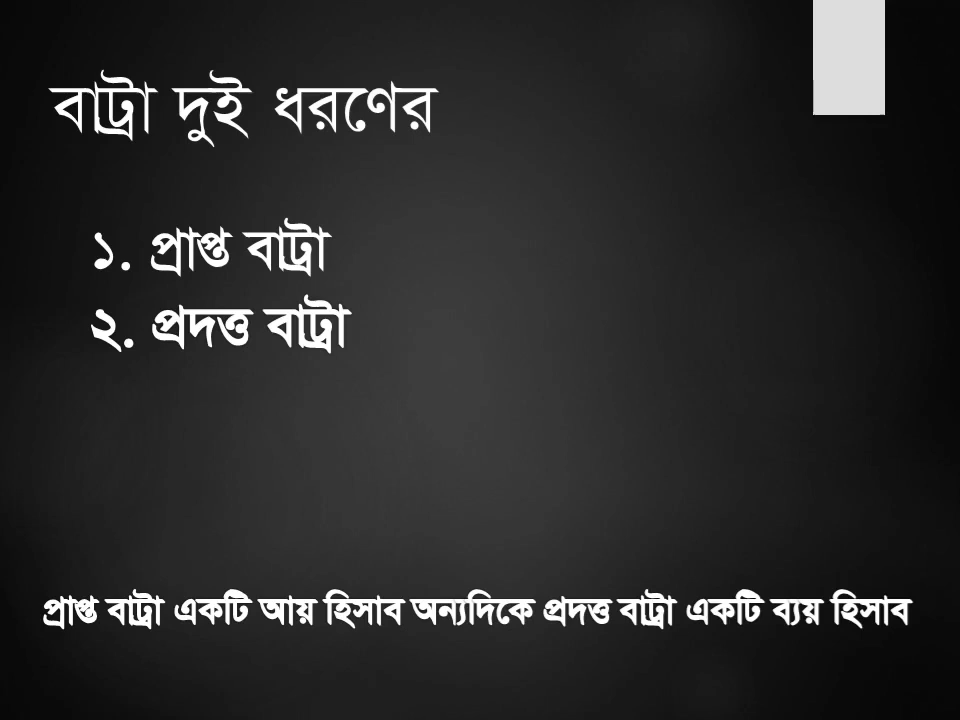 বাট্রা দুই ধরণের
১. প্রাপ্ত বাট্রা
২. প্রদত্ত বাট্রা
প্রাপ্ত বাট্রা একটি আয় হিসাব অন্যদিকে প্রদত্ত বাট্রা একটি ব্যয় হিসাব